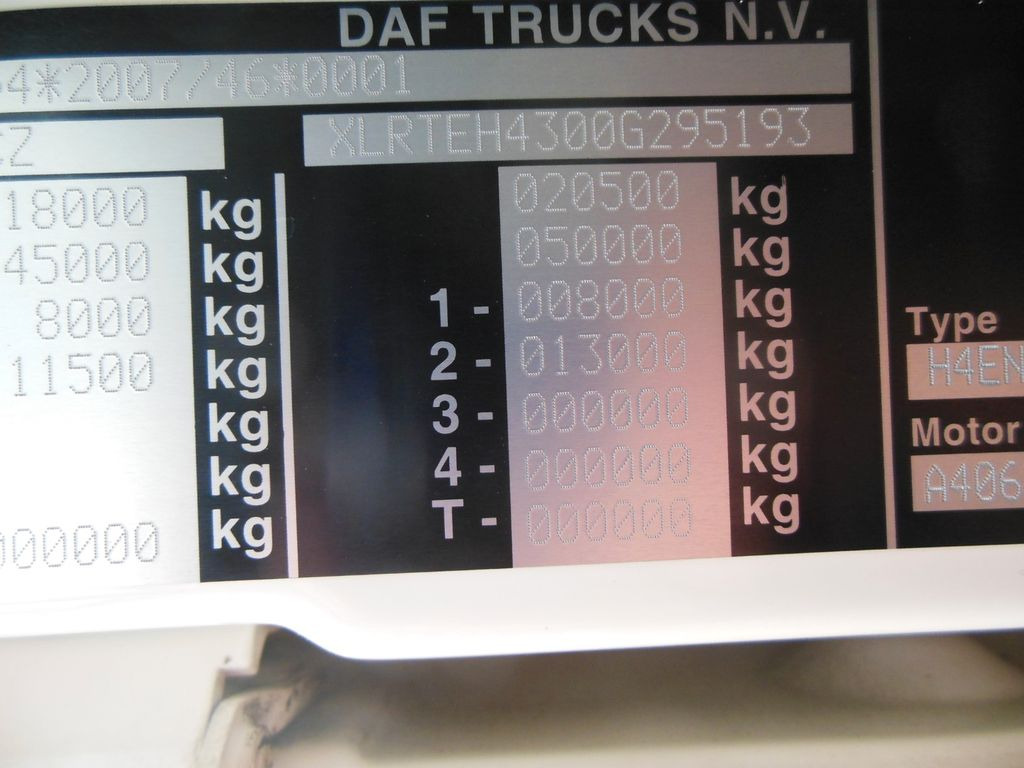 DAF TRUCKS N.V.
4*2007/46*0001
Z XLRTEH4300G295193
18000 kg 020500 kg
45000 kg 050000 kg
8000 kg 1 - 008000 kg
11500 kg 2 - 013000 kg
kg 3 - 000000 kg
kg 4 - 000000 kg
000000 kg T - 000000 kg
Type
H4EN
Motor
A406